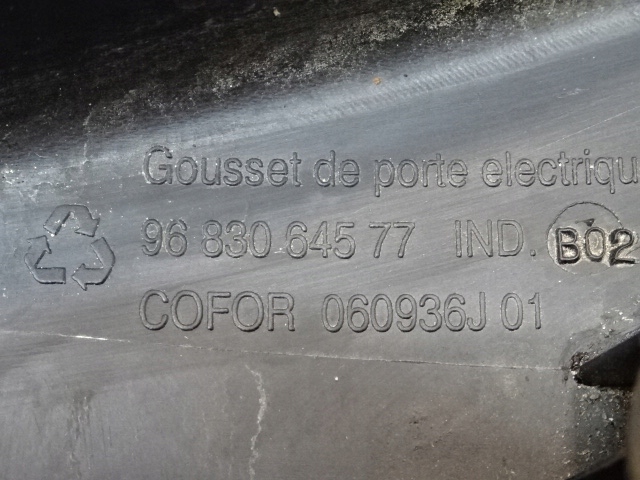 Gousset de porte electriqu
96 830 645 77 IND. B02
COFOR 060936J 01